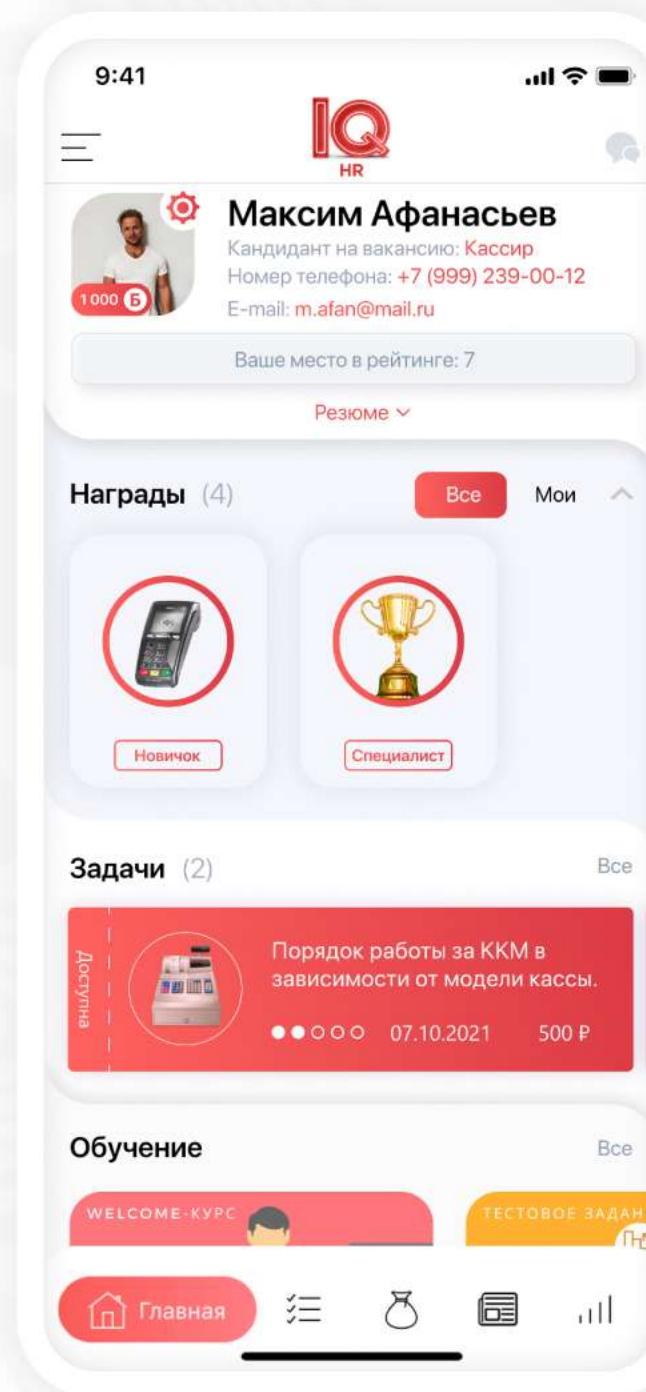 9:41
IQ
HR
Максим Афанасьев
Кандидант на вакансию: Кассир
Номер телефона: +7 (999) 239-00-12
1 000 Б
E-mail: m.afan@mail.ru
Ваше место в рейтинге: 7
Резюме
Награды (4) Все Мои
Новичок Специалист
Задачи (2) Все
Доступна
Порядок работы за ККМ в
зависимости от модели кассы.
07.10.2021 500 ₽
Обучение Все
WELCOME-КУРС ТЕСТОВОЕ ЗАДАН
Главная